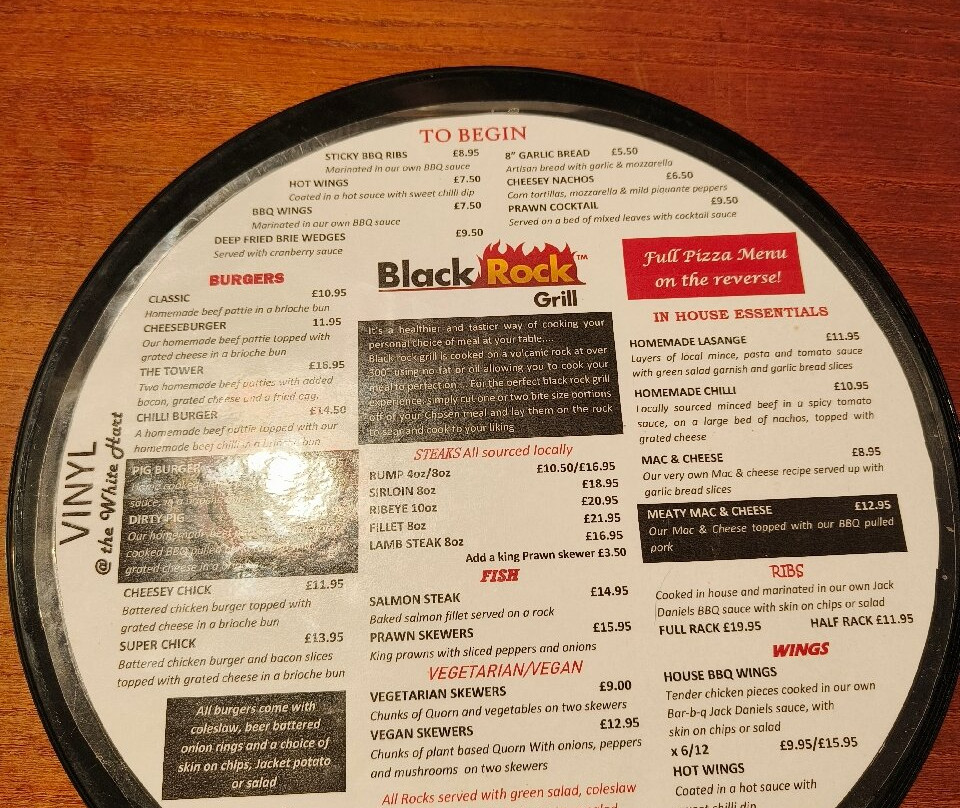 TO BEGIN
STICKY BBQ RIBS £8.95
Marinated in our own BBQ sauce
HOT WINGS £7.50
Coated in a hot sauce with sweet chilli dip
BBQ WINGS £7.50
Marinated in our own BBQ sauce
DEEP FRIED BRIE WEDGES £9.50
Served with cranberry sauce
8" GARLIC BREAD £5.50
Artisan bread with garlic & mozzarella
CHEESEY NACHOS £6.50
Corn tortillas, mozzarella & mild piquante peppers
PRAWN COCKTAIL £9.50
Served on a bed of mixed leaves with cocktail sauce
VINYL
@ the White Hart
BURGERS
CLASSIC £10.95
Homemade beef pattie in a brioche bun
CHEESEBURGER 11.95
Our homemade beef pattie topped with
grated cheese in a brioche bun
THE TOWER £16.95
Two homemade beef patties with added
bacon, grated cheese and a fried egg.
CHILLI BURGER £14.50
A homemade beef pattie topped with our
homemade beef chilli in a brioche bun
PIG BURGER
sauce
DIRTY PIG
Our homemade
cooked BBQ pulled
grated cheese in a
CHEESEY CHICK £11.95
Battered chicken burger topped with
grated cheese in a brioche bun
SUPER CHICK £13.95
Battered chicken burger and bacon slices
topped with grated cheese in a brioche bun
All burgers come with
coleslaw, beer battered
onion rings and a choice of
skin on chips, Jacket potato
or salad
Black Rock™
Grill
It's a healthier and tastier way of cooking your
personal choice of meal at your table....
Black rock grill is cooked on a volcanic rock at over
300° using no fat or oil allowing you to cook your
meal to perfection... For the perfect black rock grill
experience, simply cut one or two bite size portions
off of your chosen meal and lay them on the rock
to sear and cook to your liking
STEAKS All sourced locally
RUMP 4oz/8oz £10.50/£16.95
SIRLOIN 8oz £18.95
RIBEYE 10oz £20.95
FILLET 8oz £21.95
LAMB STEAK 8oz £16.95
Add a king Prawn skewer £3.50
FISH
SALMON STEAK £14.95
Baked salmon fillet served on a rock
PRAWN SKEWERS £15.95
King prawns with sliced peppers and onions
VEGETARIAN/VEGAN
VEGETARIAN SKEWERS £9.00
Chunks of Quorn and vegetables on two skewers
VEGAN SKEWERS £12.95
Chunks of plant based Quorn With onions, peppers
and mushrooms on two skewers
All Rocks served with green salad, coleslaw
Full Pizza Menu
on the reverse!
IN HOUSE ESSENTIALS
HOMEMADE LASANGE £11.95
Layers of local mince, pasta and tomato sauce
with green salad garnish and garlic bread slices
HOMEMADE CHILLI £10.95
Locally sourced minced beef in a spicy tomato
sauce, on a large bed of nachos, topped with
grated cheese
MAC & CHEESE £8.95
Our very own Mac & cheese recipe served up with
garlic bread slices
MEATY MAC & CHEESE £12.95
Our Mac & Cheese topped with our BBQ pulled
pork
RIBS
Cooked in house and marinated in our own Jack
Daniels BBQ sauce with skin on chips or salad
FULL RACK £19.95 HALF RACK £11.95
WINGS
HOUSE BBQ WINGS
Tender chicken pieces cooked in our own
Bar-b-q Jack Daniels sauce, with
skin on chips or salad
x 6/12 £9.95/£15.95
HOT WINGS
Coated in a hot sauce with
sweet chilli dip